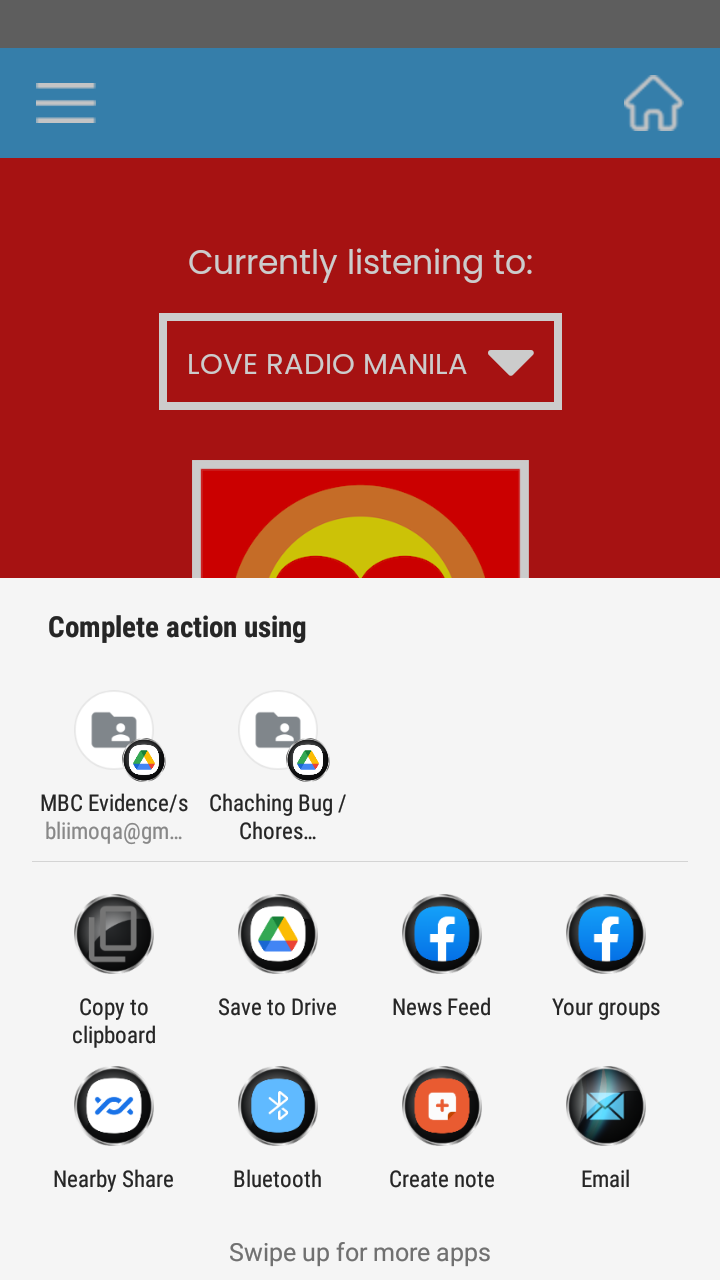 Currently listening to:
LOVE RADIO MANILA
Complete action using
MBC Evidence/s
bliimoqa@gm...
Chaching Bug /
Chores...
Copy to
clipboard
Save to Drive
News Feed
Your groups
Nearby Share
Bluetooth
Create note
Email
Swipe up for more apps